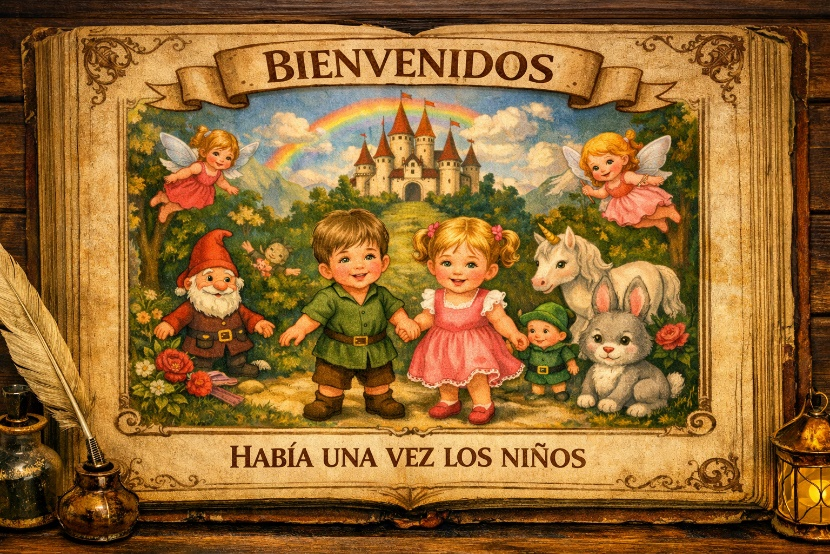 BIENVENIDOS
HABÍA UNA VEZ LOS NIÑOS